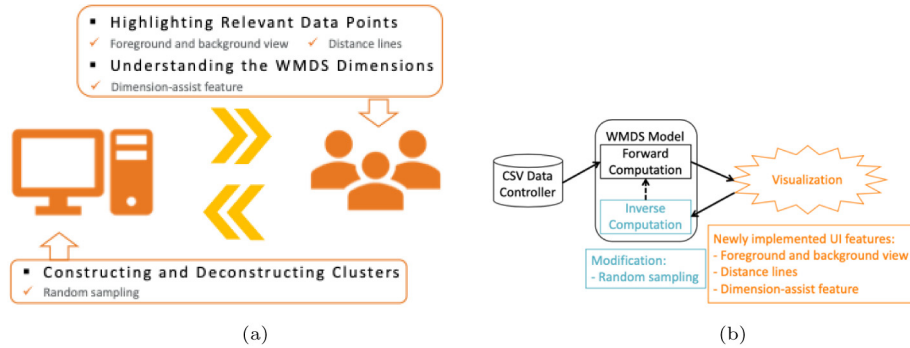 ▪ Highlighting Relevant Data Points
✓ Foreground and background view ✓ Distance lines
▪ Understanding the WMDS Dimensions
✓ Dimension-assist feature
▪ Constructing and Deconstructing Clusters
✓ Random sampling
(a)
CSV Data
Controller
WMDS Model
Forward
Computation
Inverse
Computation
Visualization
Modification:
- Random sampling
Newly implemented UI features:
- Foreground and background view
- Distance lines
- Dimension-assist feature
(b)